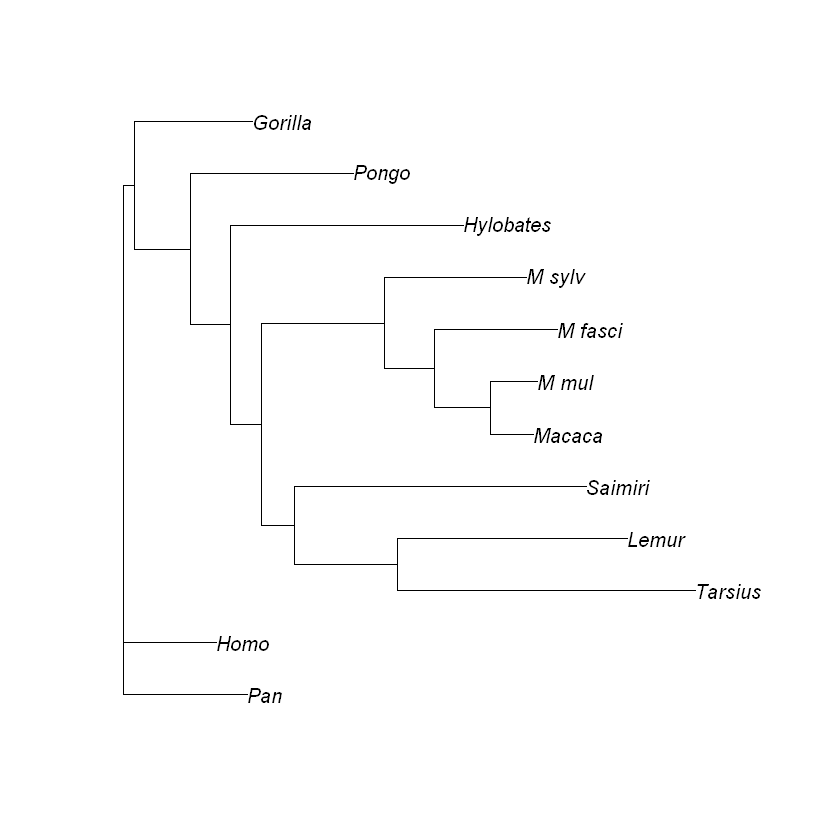 Gorilla
Pongo
Hylobates
M sylv
M fasci
M mul
Macaca
Saimiri
Lemur
Tarsius
Homo
Pan